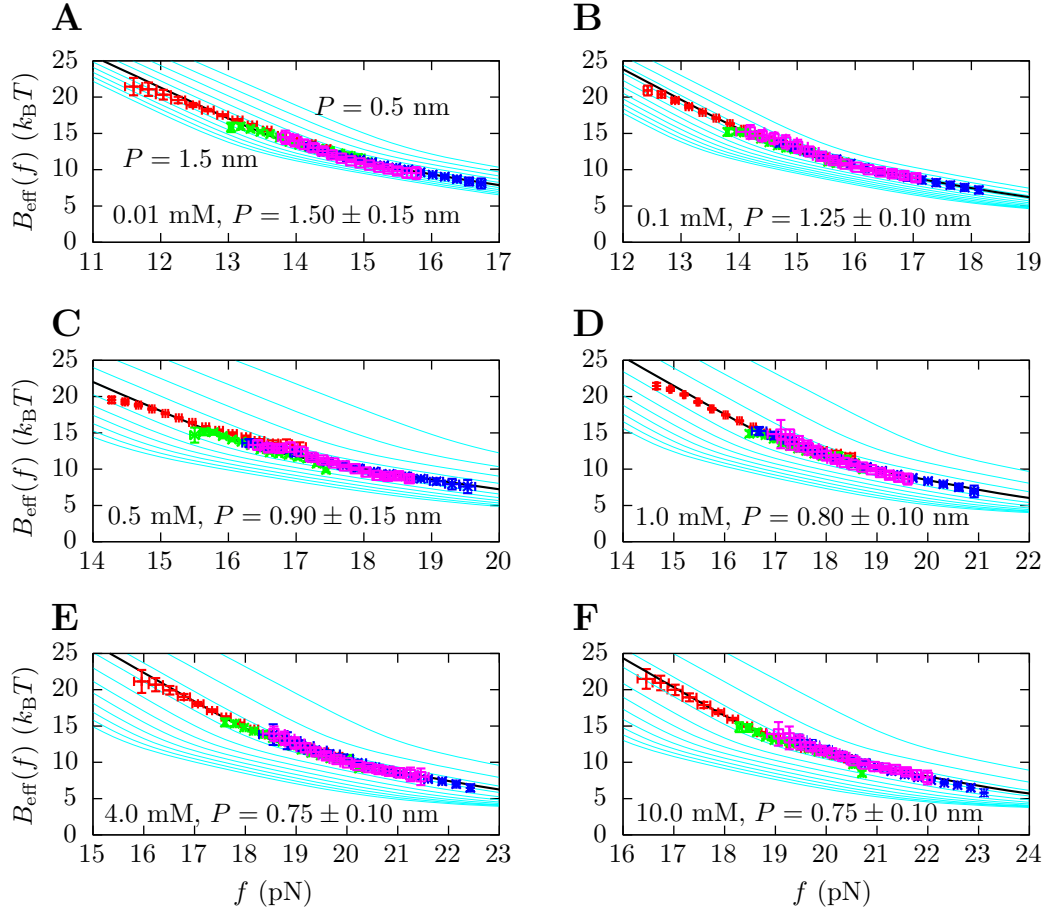 A
B
25
20
15
10
5
0
B_eff(f) (k_BT)
P = 0.5 nm
P = 1.5 nm
0.01 mM, P = 1.50 ± 0.15 nm
11 12 13 14 15 16 17
25
20
15
10
5
0
0.1 mM, P = 1.25 ± 0.10 nm
12 13 14 15 16 17 18 19
C
D
25
20
15
10
5
0
B_eff(f) (k_BT)
0.5 mM, P = 0.90 ± 0.15 nm
14 15 16 17 18 19 20
25
20
15
10
5
0
1.0 mM, P = 0.80 ± 0.10 nm
14 15 16 17 18 19 20 21 22
E
F
25
20
15
10
5
0
B_eff(f) (k_BT)
4.0 mM, P = 0.75 ± 0.10 nm
15 16 17 18 19 20 21 22 23
f (pN)
25
20
15
10
5
0
10.0 mM, P = 0.75 ± 0.10 nm
16 17 18 19 20 21 22 23 24
f (pN)